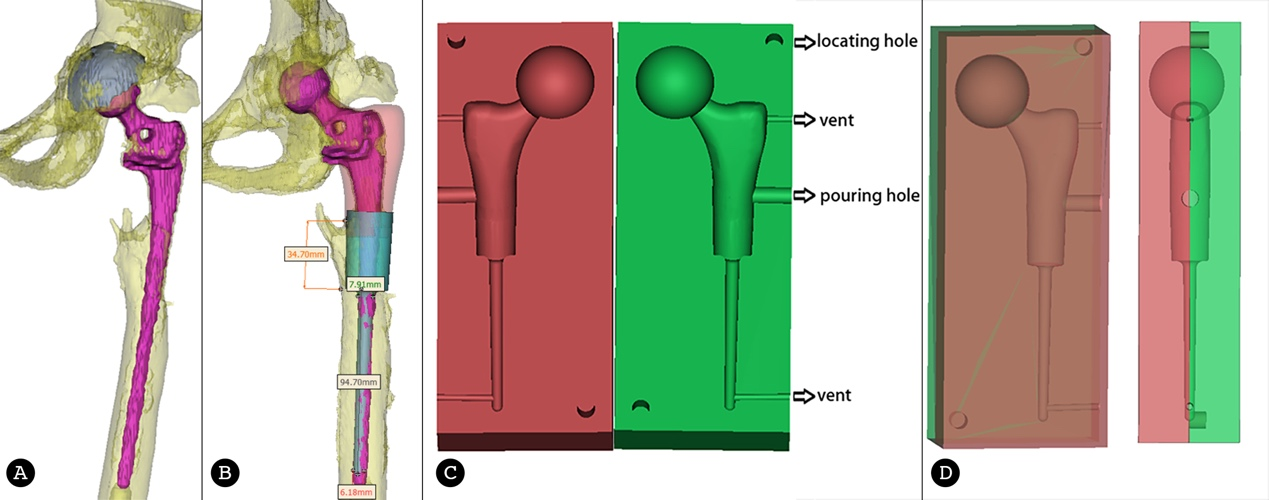 34.70mm
7.91mm
94.70mm
6.18mm
locating hole
vent
pouring hole
vent
A
B
C
D